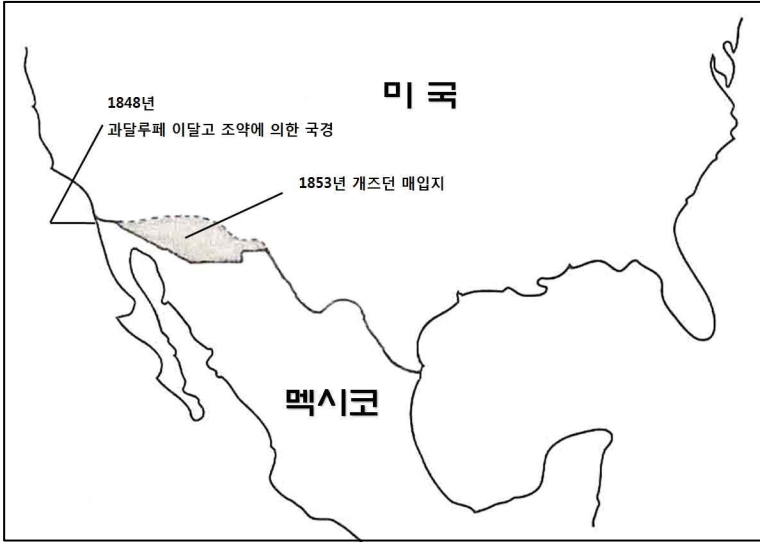 미 국
1848년
과달루페 이달고 조약에 의한 국경
1853년 개즈던 매입지
멕시코